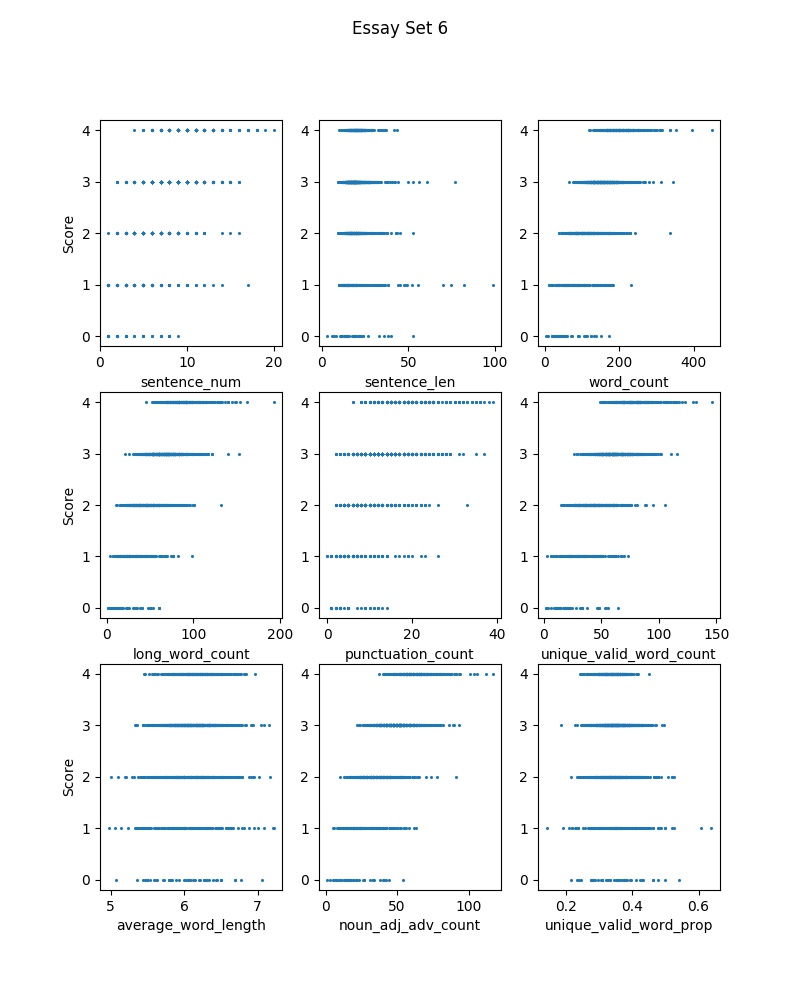 Essay Set 6
Score
4
3
2
1
0
0 10 20
sentence_num
4
3
2
1
0
0 50 100
sentence_len
4
3
2
1
0
0 200 400
word_count
Score
4
3
2
1
0
0 100 200
long_word_count
4
3
2
1
0
0 20 40
punctuation_count
4
3
2
1
0
0 50 100 150
unique_valid_word_count
Score
4
3
2
1
0
5 6 7
average_word_length
4
3
2
1
0
0 50 100
noun_adj_adv_count
4
3
2
1
0
0.2 0.4 0.6
unique_valid_word_prop